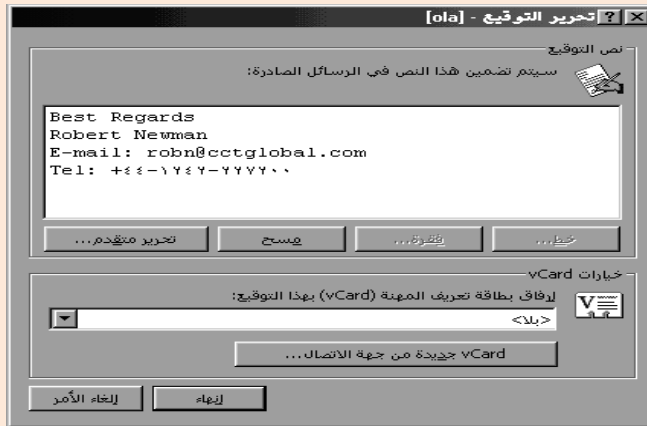 تحرير التوقيع - [ola]
نص التوقيع
سيتم تضمين هذا النص في الرسائل الصادرة:
Best Regards
Robert Newman
E-mail: robn@cctglobal.com
Tel: +٤٤-١٧٤٧-٢٧٧٢٠٠
خط...
فقرة...
مسح
تحرير متقدم...
خيارات vCard
إرفاق بطاقة تعريف المهنة (vCard) بهذا التوقيع:
<بلا>
vCard جديدة من جهة الاتصال...
إنهاء
إلغاء الأمر